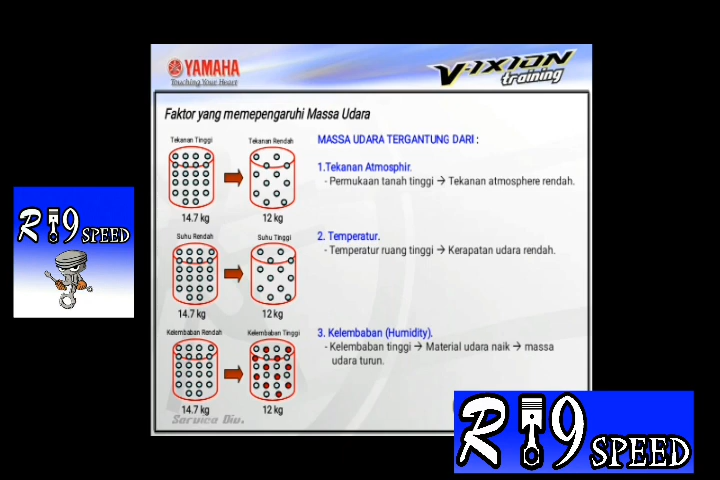 YAMAHA
Touching Your Heart
V-IXION
training
Faktor yang memepengaruhi Massa Udara
Tekanan Tinggi
Tekanan Rendah
14.7 kg
12 kg
MASSA UDARA TERGANTUNG DARI :
1.Tekanan Atmosphir.
- Permukaan tanah tinggi → Tekanan atmosphere rendah.
Suhu Rendah
Suhu Tinggi
14.7 kg
12 kg
2. Temperatur.
- Temperatur ruang tinggi → Kerapatan udara rendah.
Kelembaban Rendah
Kelembaban Tinggi
14.7 kg
12 kg
3. Kelembaban (Humidity).
- Kelembaban tinggi → Material udara naik → massa
udara turun.
Service Div.
R19 SPEED
R19 SPEED